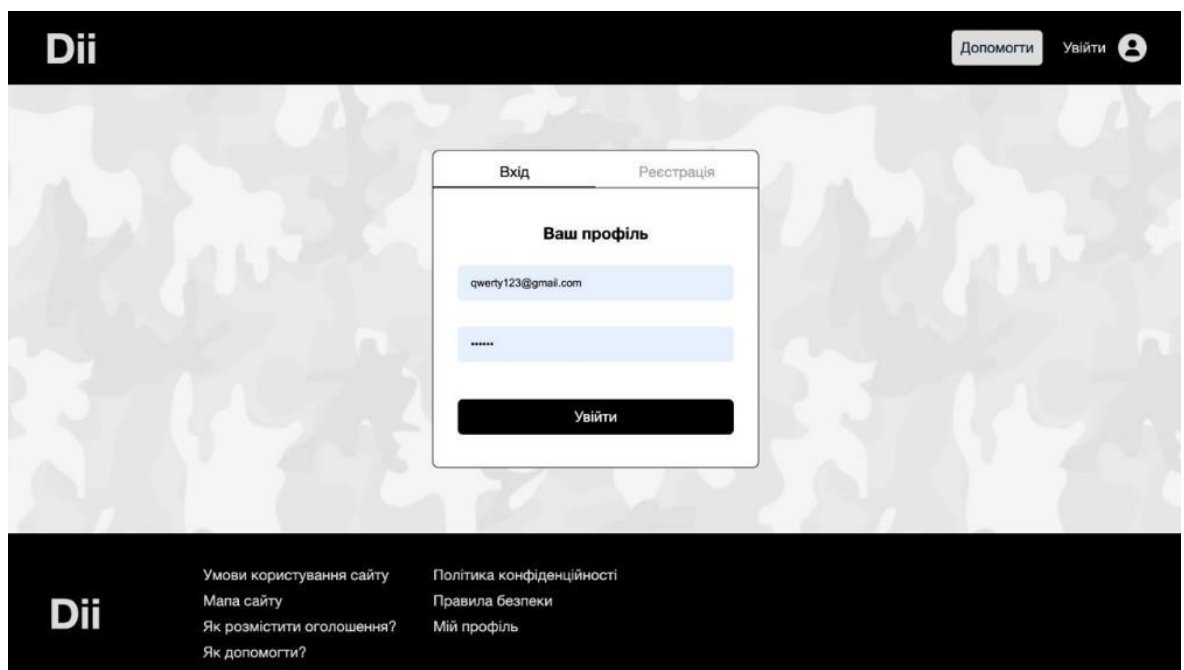 Dii
Допомогти
Увійти
Вхід
Реєстрація
Ваш профіль
qwerty123@gmail.com
••••••
Увійти
Dii
Умови користування сайту
Мапа сайту
Як розмістити оголошення?
Як допомогти?
Політика конфіденційності
Правила безпеки
Мій профіль